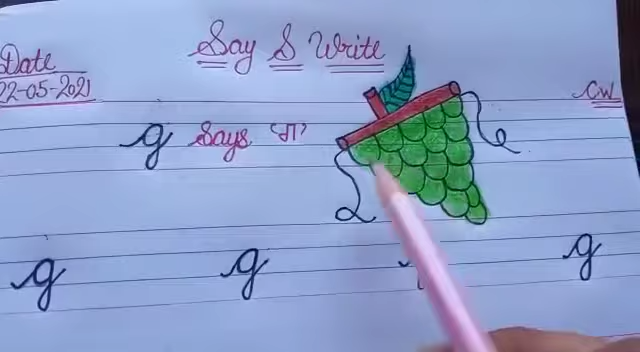 Say & Write
Date
22-05-2021
CW
g Says "ग"
g g g